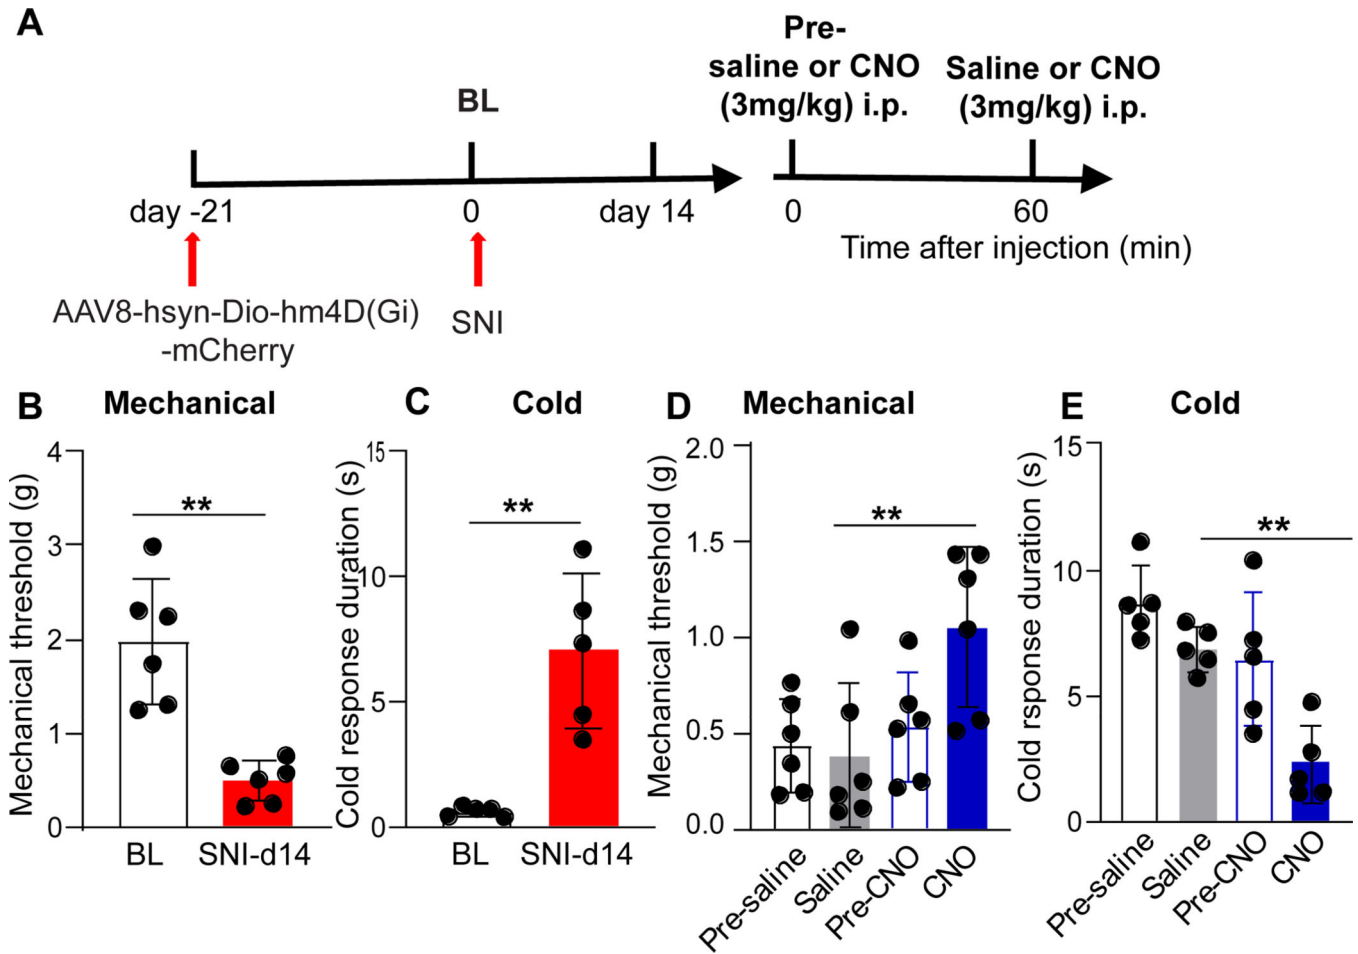 A
Pre-
saline or CNO
(3mg/kg) i.p.
Saline or CNO
(3mg/kg) i.p.
BL
day -21
0
day 14
0
60
Time after injection (min)
AAV8-hsyn-Dio-hm4D(Gi)
-mCherry
SNI
B
Mechanical
Mechanical threshold (g)
4
3
2
1
0
**
BL
SNI-d14
C
Cold
Cold response duration (s)
15
10
5
0
**
BL
SNI-d14
D
Mechanical
Mechanical threshold (g)
2.0
1.5
1.0
0.5
0.0
**
Pre-saline
Saline
Pre-CNO
CNO
E
Cold
Cold rsponse duration (s)
15
10
5
0
**
Pre-saline
Saline
Pre-CNO
CNO